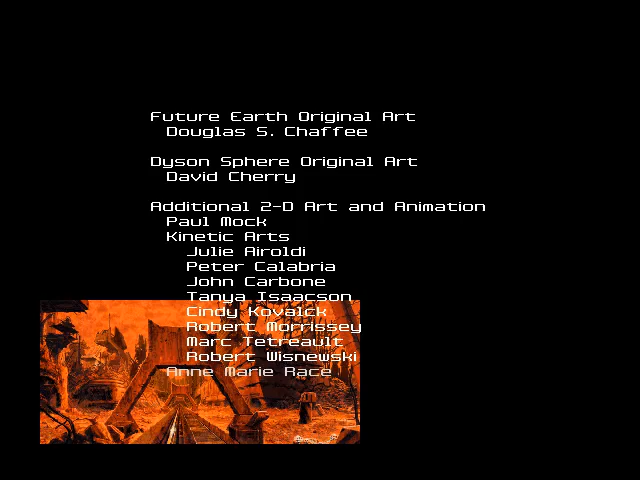 Future Earth Original Art
Douglas S. Chaffee
Dyson Sphere Original Art
David Cherry
Additional 2-D Art and Animation
Paul Mock
Kinetic Arts
Julie Airoldi
Peter Calabria
John Carbone
Tanya Isaacson
Cindy Kovalck
Robert Morrissey
Marc Tetreault
Robert Wisnewski
Anne Marie Race